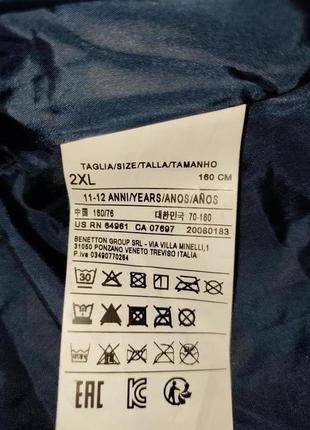 TAGLIA/SIZE/TALLA/TAMANHO
2XL 160 CM
11-12 ANNI/YEARS/ANOS/AÑOS
中国 160/76 대한민국 70-160
US RN 64961 CA 07697 20080183
BENETTON GROUP SRL - VIA VILLA MINELLI,1
31050 PONZANO VENETO TREVISO ITALIA
P.iva 03490770264
30
EAC